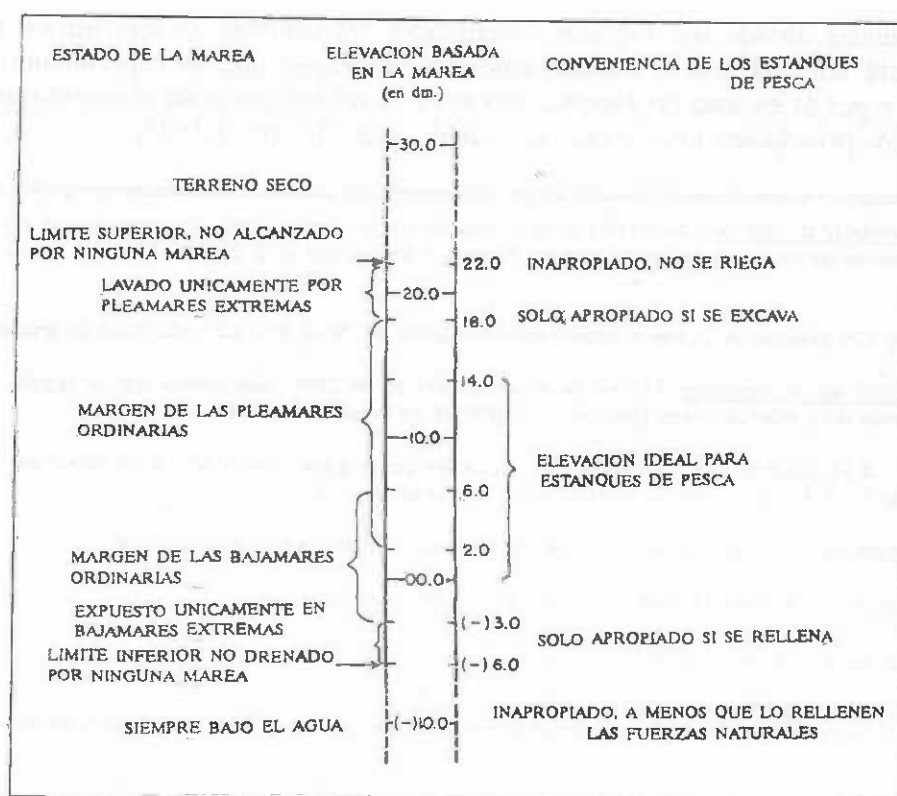 ESTADO DE LA MAREA
ELEVACION BASADA
EN LA MAREA
(en dm.)
CONVENIENCIA DE LOS ESTANQUES
DE PESCA
30.0
TERRENO SECO
LIMITE SUPERIOR, NO ALCANZADO
POR NINGUNA MAREA
22.0
INAPROPIADO, NO SE RIEGA
LAVADO UNICAMENTE POR
PLEAMARES EXTREMAS
20.0
18.0
SOLO APROPIADO SI SE EXCAVA
14.0
MARGEN DE LAS PLEAMARES
ORDINARIAS
10.0
ELEVACION IDEAL PARA
ESTANQUES DE PESCA
6.0
MARGEN DE LAS BAJAMARES
ORDINARIAS
2.0
00.0
EXPUESTO UNICAMENTE EN
BAJAMARES EXTREMAS
(-)3.0
SOLO APROPIADO SI SE RELLENA
LIMITE INFERIOR NO DRENADO
POR NINGUNA MAREA
(-)6.0
SIEMPRE BAJO EL AGUA
(-)10.0
INAPROPIADO, A MENOS QUE LO RELLENEN
LAS FUERZAS NATURALES